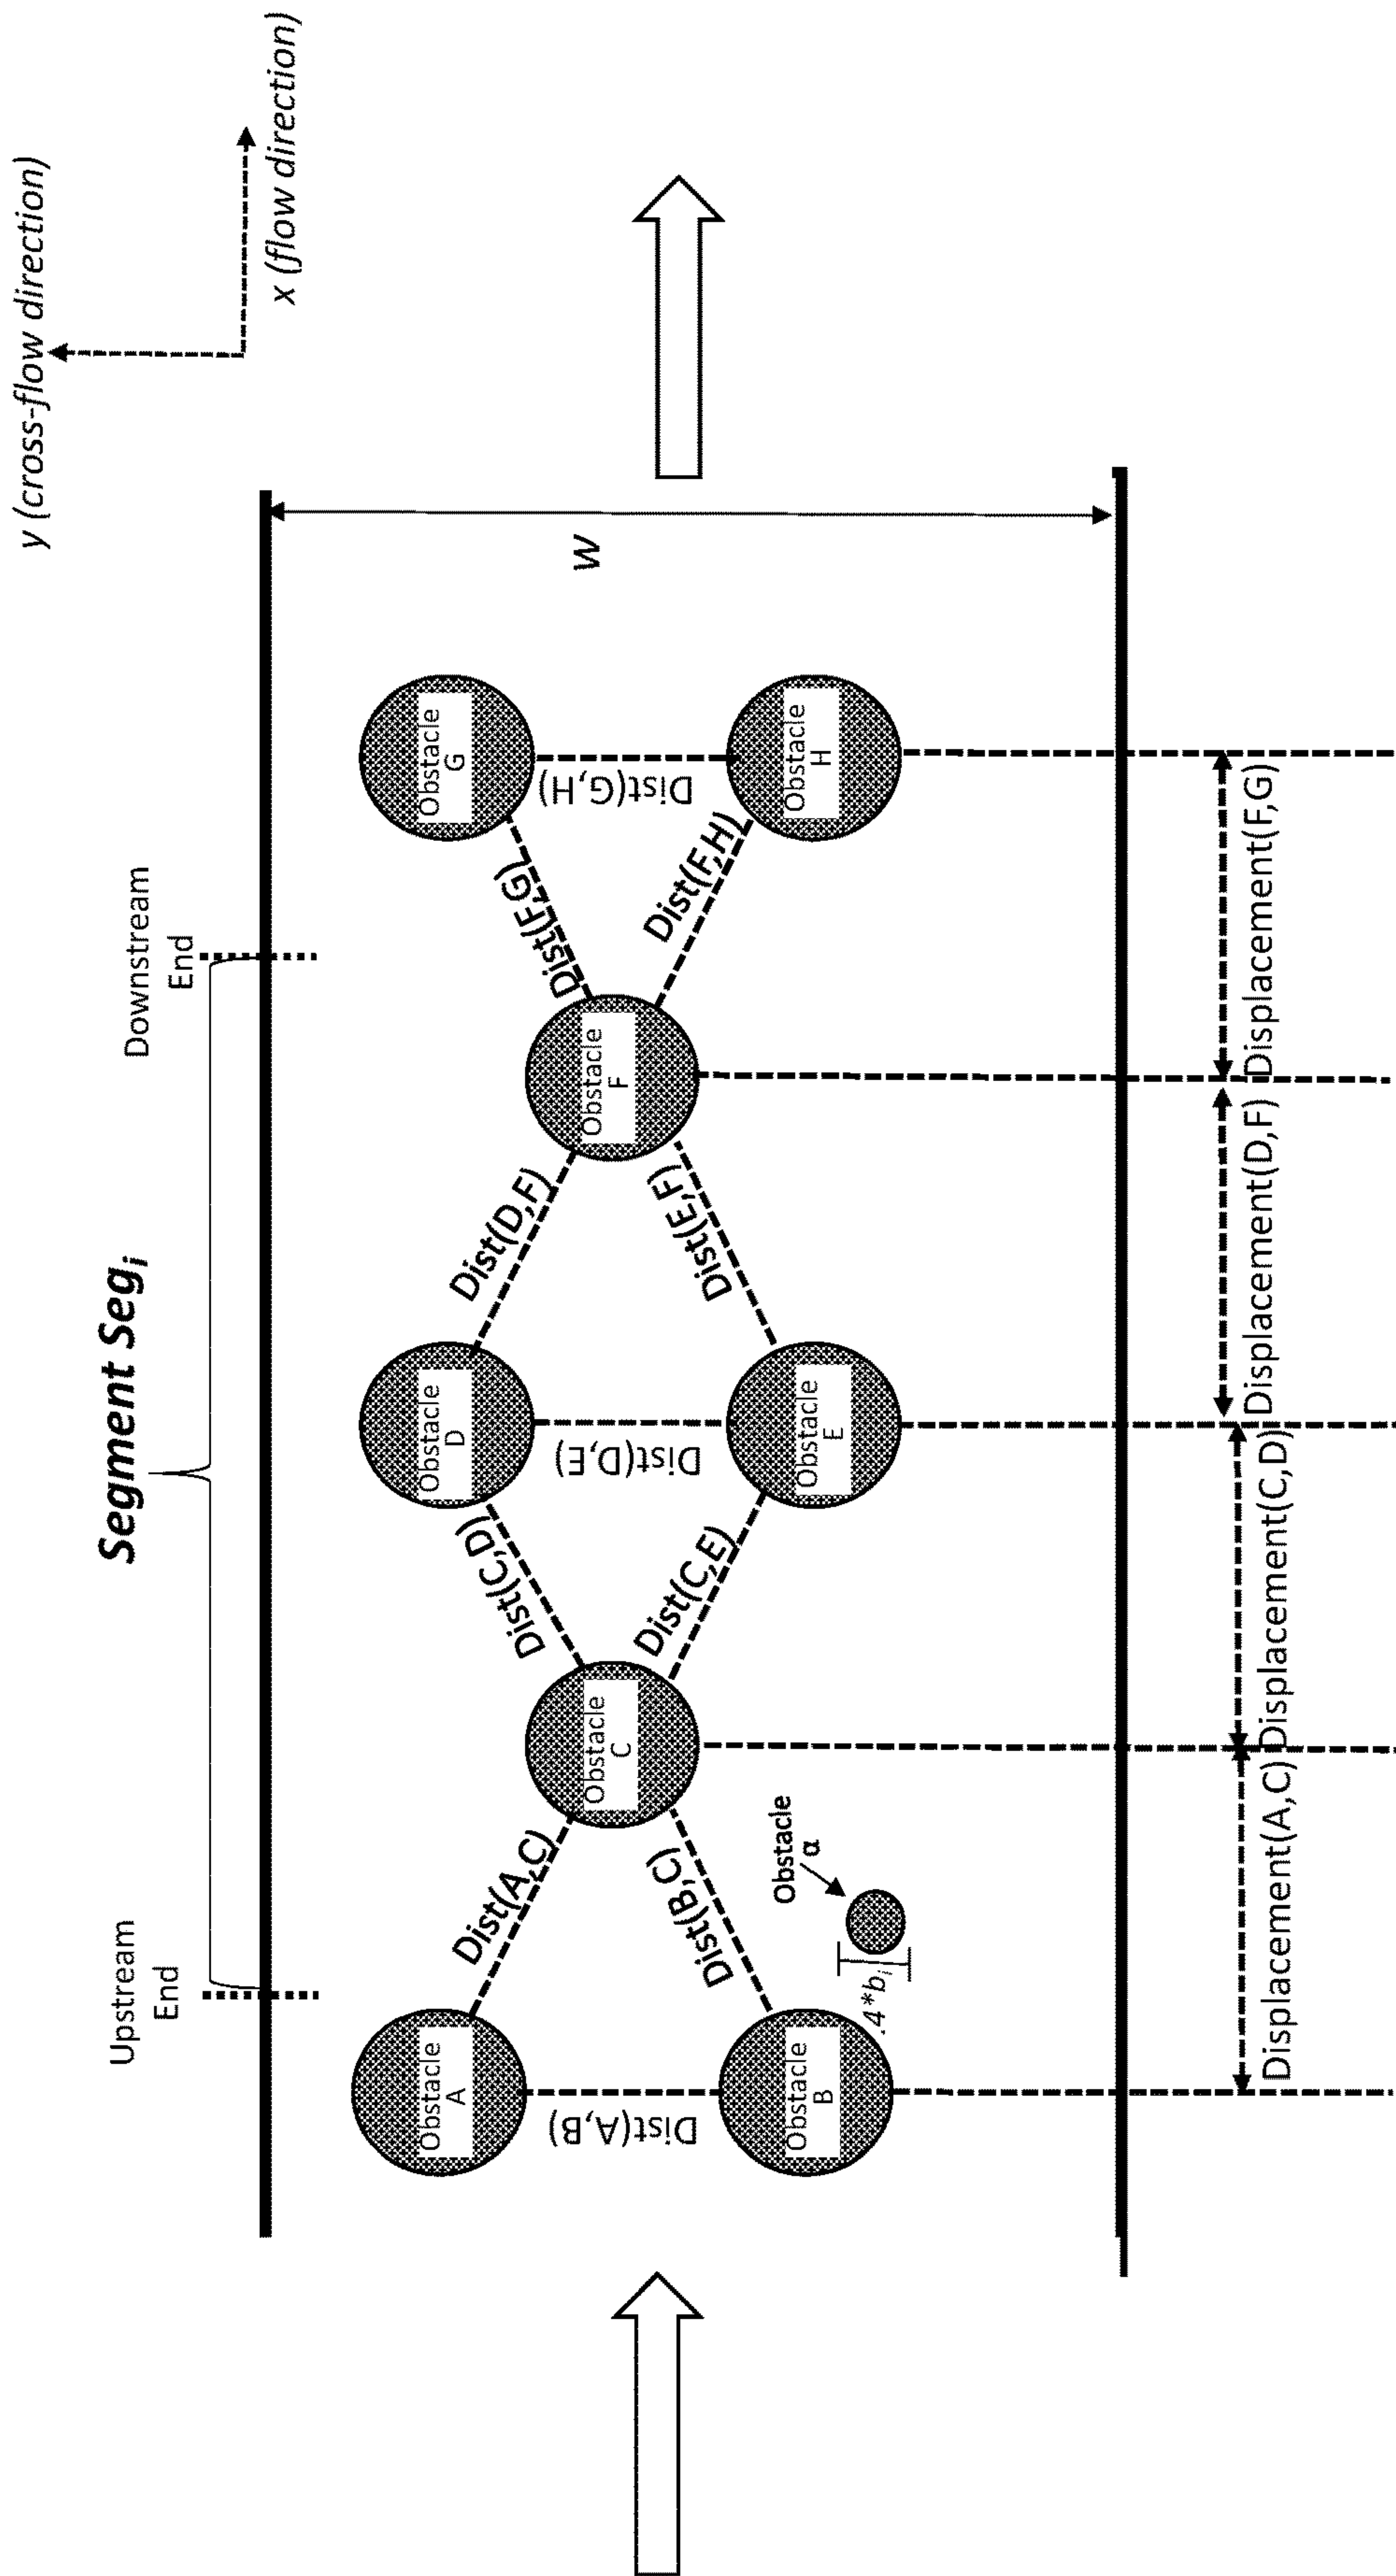 y (cross-flow direction)
x (flow direction)
Segment Seg_i
Upstream
End
Downstream
End
Obstacle
A
Dist(A,B)
Obstacle
B
Dist(A,C)
Dist(B,C)
.4*b_i
Obstacle
α
Obstacle
C
Dist(C,D)
Dist(C,E)
Obstacle
D
Dist(D,E)
Obstacle
E
Dist(D,F)
Dist(E,F)
Obstacle
F
Dist(F,G)
Dist(F,H)
Obstacle
G
Dist(G,H)
Obstacle
H
W
Displacement(A,C)
Displacement(C,D)
Displacement(D,F)
Displacement(F,G)